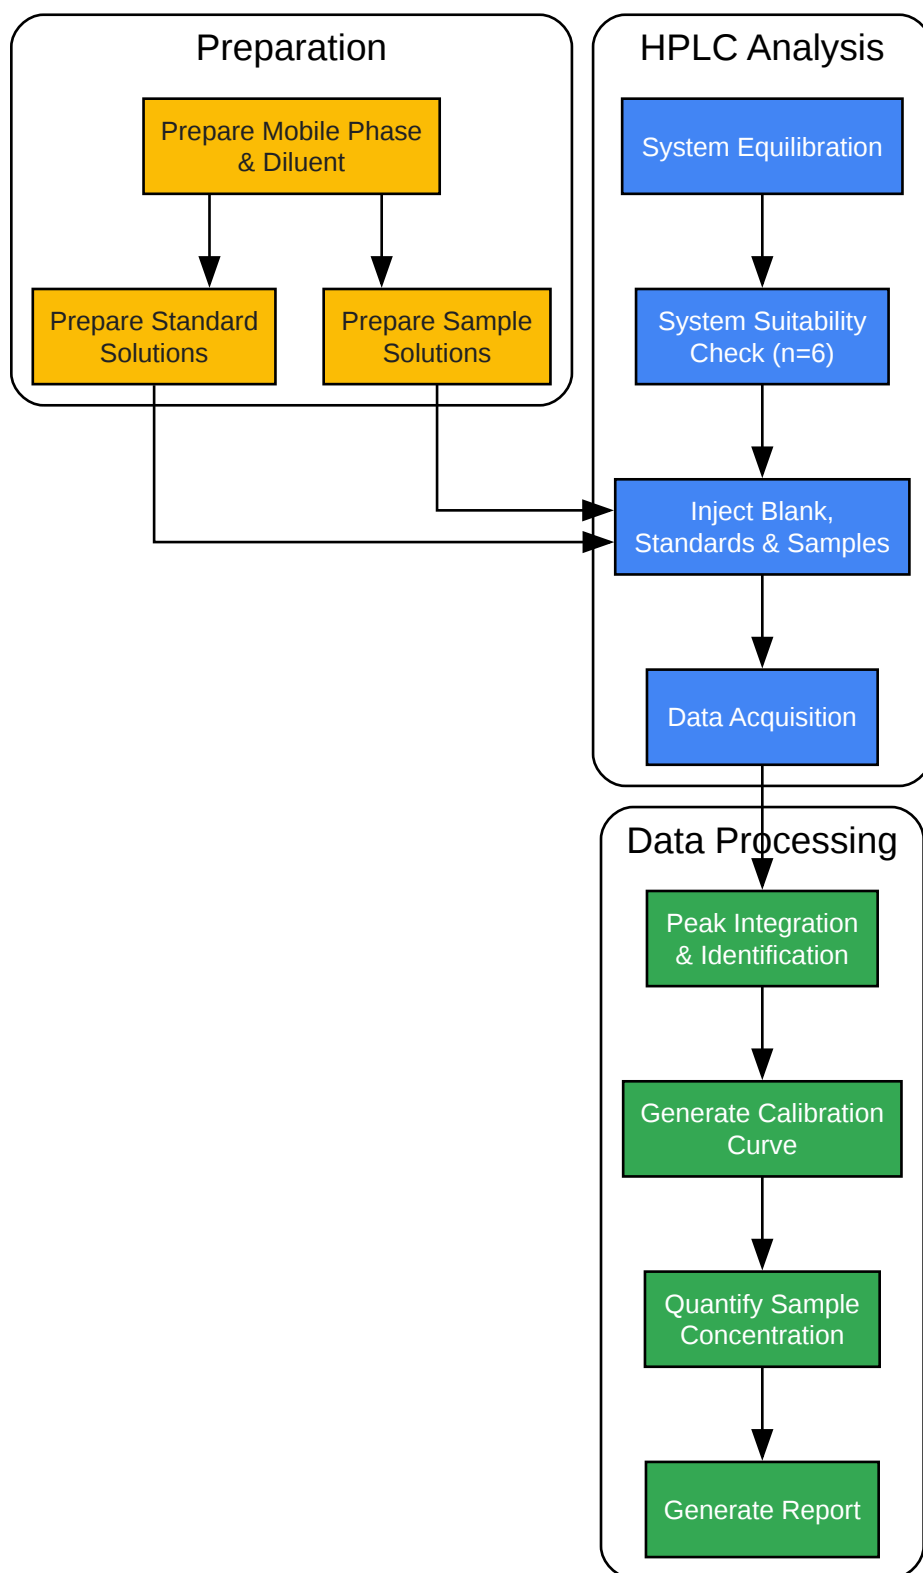 Preparation
Prepare Mobile Phase
& Diluent
Prepare Standard
Solutions
Prepare Sample
Solutions
HPLC Analysis
System Equilibration
System Suitability
Check (n=6)
Inject Blank,
Standards & Samples
Data Acquisition
Data Processing
Peak Integration
& Identification
Generate Calibration
Curve
Quantify Sample
Concentration
Generate Report